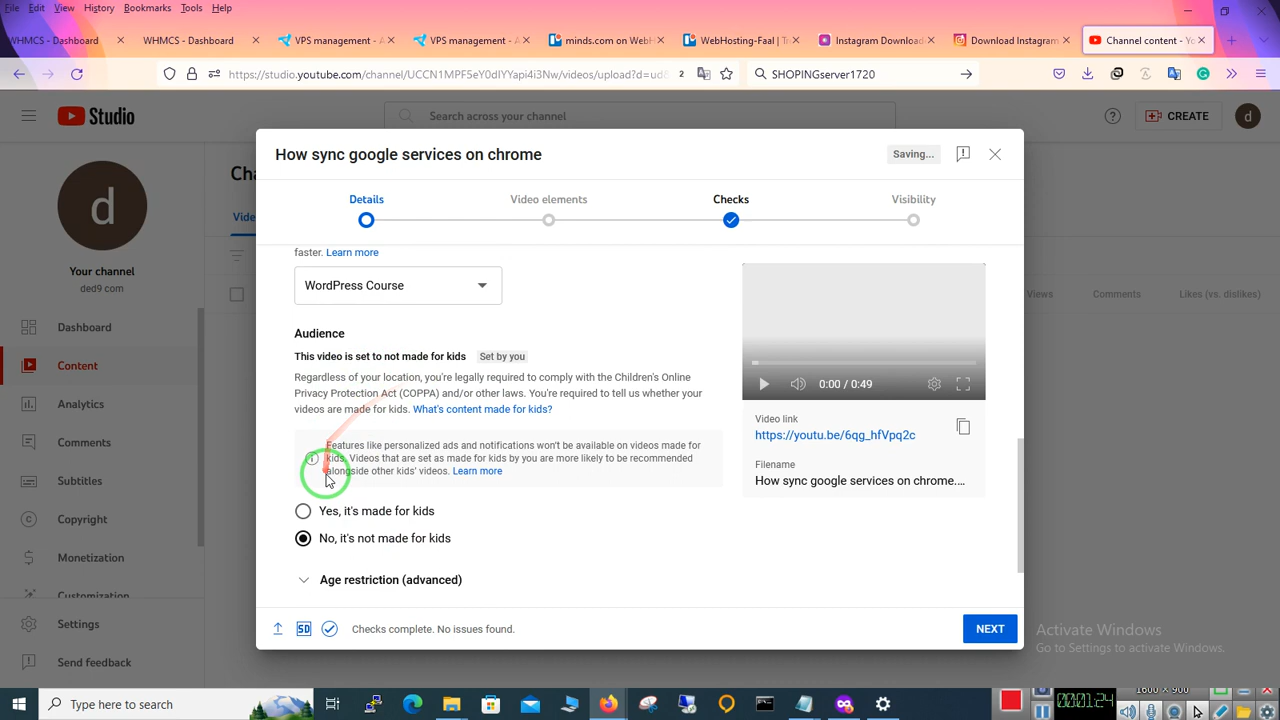 File Edit View History Bookmarks Tools Help
WHMCS - Dashboard WHMCS - Dashboard VPS management - A VPS management - A minds.com on WebH WebHosting-Faal | Tr Instagram Download Download Instagram Channel content - Yo
https://studio.youtube.com/channel/UCCN1MPF5eY0dIYYapi4i3Nw/videos/upload?d=ud& 2 SHOPINGserver1720
Studio Search across your channel CREATE d
How sync google services on chrome Saving...
Details Video elements Checks Visibility
d
Your channel
ded9 com
Dashboard
Content
Analytics
Comments
Subtitles
Copyright
Monetization
Customization
Settings
Send feedback
Cha
Vide
Views Comments Likes (vs. dislikes)
faster. Learn more
WordPress Course
Audience
This video is set to not made for kids Set by you
Regardless of your location, you're legally required to comply with the Children's Online
Privacy Protection Act (COPPA) and/or other laws. You're required to tell us whether your
videos are made for kids. What's content made for kids?
Features like personalized ads and notifications won't be available on videos made for
kids. Videos that are set as made for kids by you are more likely to be recommended
alongside other kids' videos. Learn more
Yes, it's made for kids
No, it's not made for kids
Age restriction (advanced)
0:00 / 0:49
Video link
https://youtu.be/6qg_hfVpq2c
Filename
How sync google services on chrome....
SD Checks complete. No issues found. NEXT
Activate Windows
Go to Settings to activate Windows.
Type here to search
00:01:24
1600 × 900